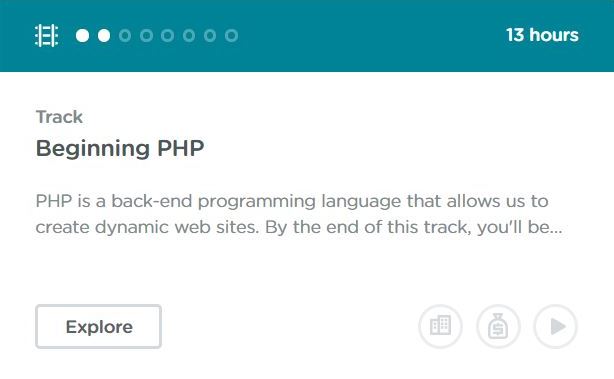 13 hours
Track
Beginning PHP
PHP is a back-end programming language that allows us to
create dynamic web sites. By the end of this track, you'll be...
Explore